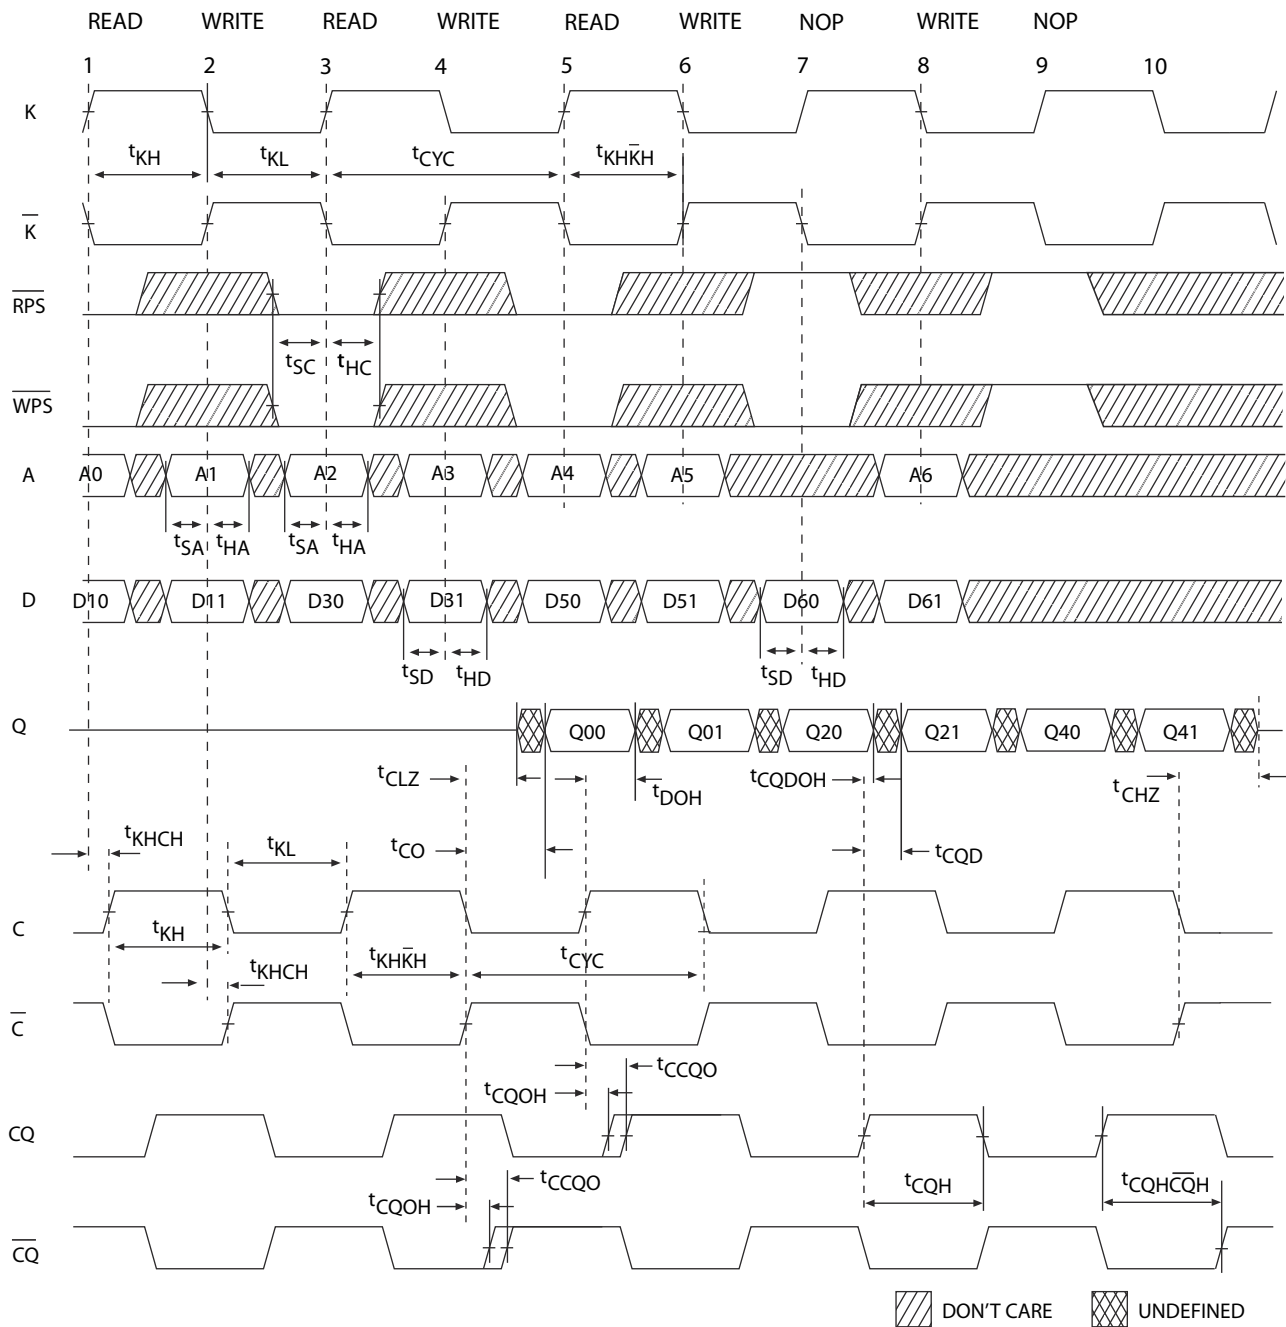 READ WRITE READ WRITE READ WRITE NOP WRITE NOP
1 2 3 4 5 6 7 8 9 10
K
tKH tKL tCYC tKHK̅H
K̅
R̅P̅S̅
tSC tHC
W̅P̅S̅
A A0 A1 A2 A3 A4 A5 A6
tSA tHA tSA tHA
D D10 D11 D30 D31 D50 D51 D60 D61
tSD tHD tSD tHD
Q Q00 Q01 Q20 Q21 Q40 Q41
tCLZ tDOH tCQDOH tCHZ
tKHCH tKL tCO tCQD
C
tKH tKHK̅H tCYC
tKHCH
C̅
tCCQO
tCQOH
CQ
tCCQO tCQH tCQHC̅Q̅H
tCQOH
C̅Q̅
DON'T CARE UNDEFINED